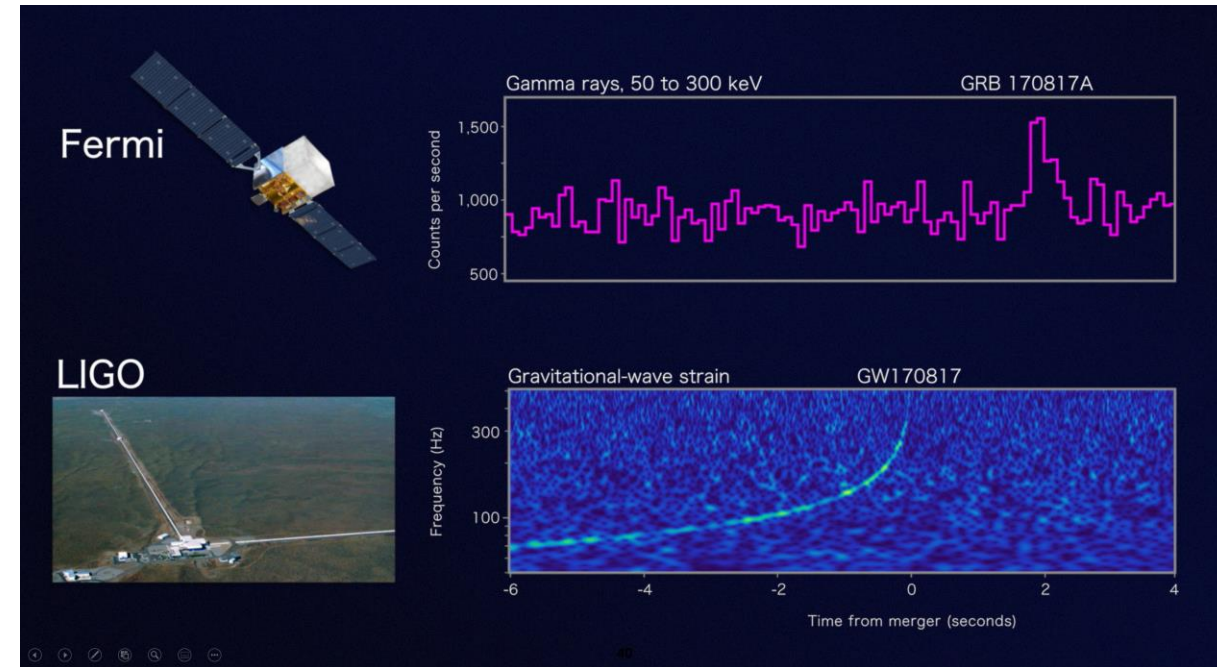 Fermi
Gamma rays, 50 to 300 keV
GRB 170817A
Counts per second
1,500
1,000
500
LIGO
Gravitational-wave strain
GW170817
Frequency (Hz)
300
100
-6
-4
-2
0
2
4
Time from merger (seconds)
40